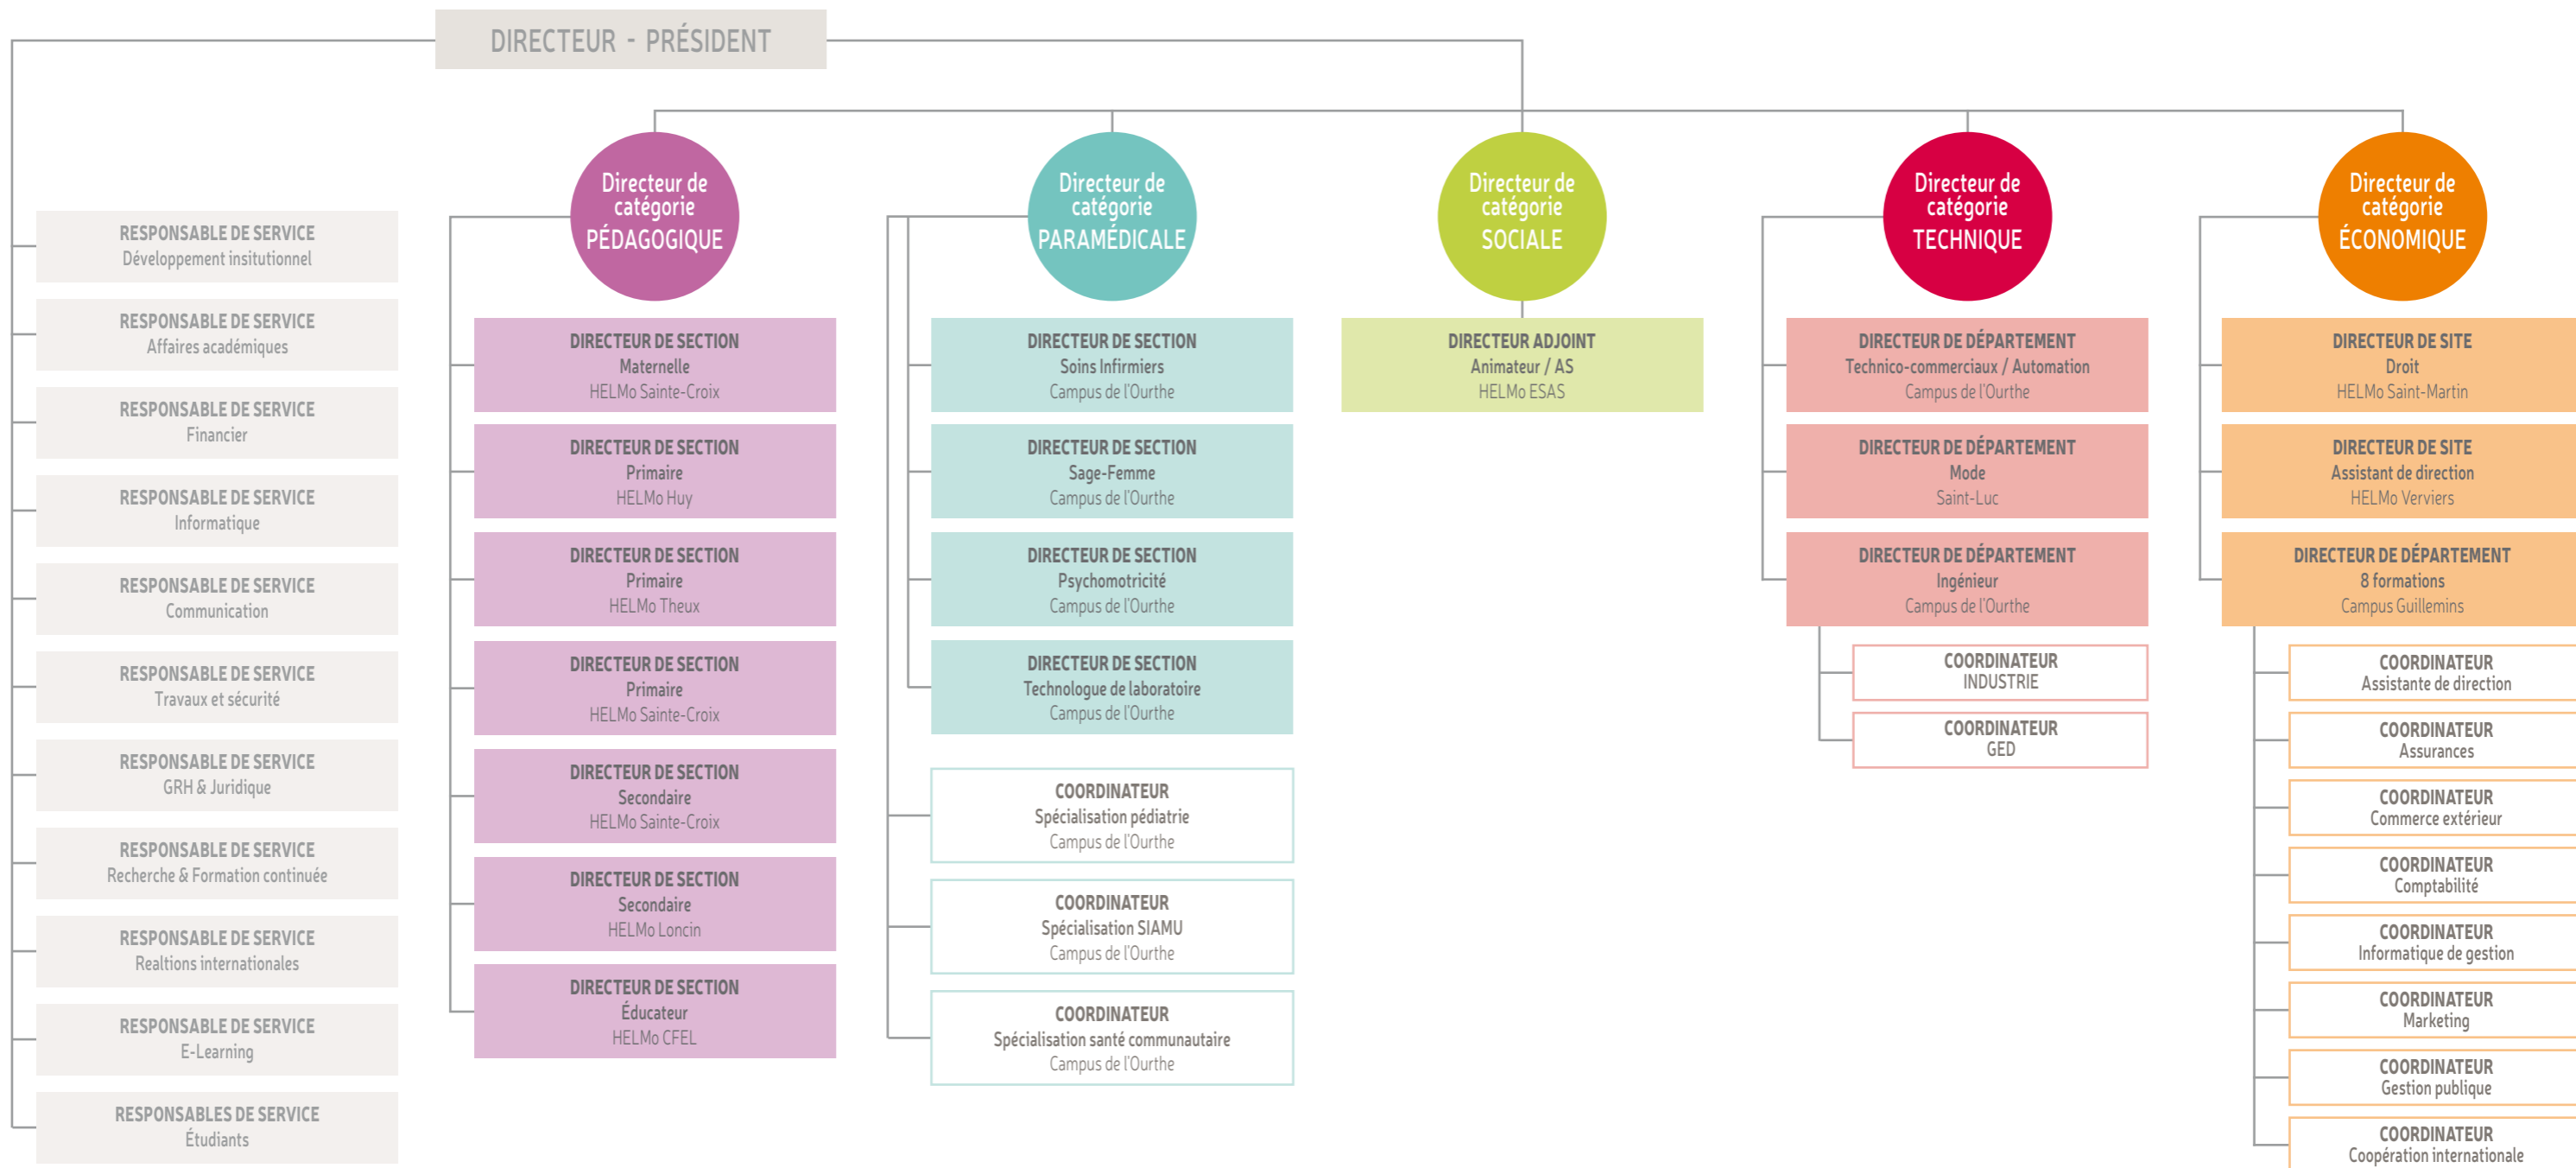 DIRECTEUR - PRÉSIDENT
RESPONSABLE DE SERVICE
Développement insitutionnel
RESPONSABLE DE SERVICE
Affaires académiques
RESPONSABLE DE SERVICE
Financier
RESPONSABLE DE SERVICE
Informatique
RESPONSABLE DE SERVICE
Communication
RESPONSABLE DE SERVICE
Travaux et sécurité
RESPONSABLE DE SERVICE
GRH & Juridique
RESPONSABLE DE SERVICE
Recherche & Formation continuée
RESPONSABLE DE SERVICE
Realtions internationales
RESPONSABLE DE SERVICE
E-Learning
RESPONSABLES DE SERVICE
Étudiants
Directeur de
catégorie
PÉDAGOGIQUE
DIRECTEUR DE SECTION
Maternelle
HELMo Sainte-Croix
DIRECTEUR DE SECTION
Primaire
HELMo Huy
DIRECTEUR DE SECTION
Primaire
HELMo Theux
DIRECTEUR DE SECTION
Primaire
HELMo Sainte-Croix
DIRECTEUR DE SECTION
Secondaire
HELMo Sainte-Croix
DIRECTEUR DE SECTION
Secondaire
HELMo Loncin
DIRECTEUR DE SECTION
Éducateur
HELMo CFEL
Directeur de
catégorie
PARAMÉDICALE
DIRECTEUR DE SECTION
Soins Infirmiers
Campus de l'Ourthe
DIRECTEUR DE SECTION
Sage-Femme
Campus de l'Ourthe
DIRECTEUR DE SECTION
Psychomotricité
Campus de l'Ourthe
DIRECTEUR DE SECTION
Technologue de laboratoire
Campus de l'Ourthe
COORDINATEUR
Spécialisation pédiatrie
Campus de l'Ourthe
COORDINATEUR
Spécialisation SIAMU
Campus de l'Ourthe
COORDINATEUR
Spécialisation santé communautaire
Campus de l'Ourthe
Directeur de
catégorie
SOCIALE
DIRECTEUR ADJOINT
Animateur / AS
HELMo ESAS
Directeur de
catégorie
TECHNIQUE
DIRECTEUR DE DÉPARTEMENT
Technico-commerciaux / Automation
Campus de l'Ourthe
DIRECTEUR DE DÉPARTEMENT
Mode
Saint-Luc
DIRECTEUR DE DÉPARTEMENT
Ingénieur
Campus de l'Ourthe
COORDINATEUR
INDUSTRIE
COORDINATEUR
GED
Directeur de
catégorie
ÉCONOMIQUE
DIRECTEUR DE SITE
Droit
HELMo Saint-Martin
DIRECTEUR DE SITE
Assistant de direction
HELMo Verviers
DIRECTEUR DE DÉPARTEMENT
8 formations
Campus Guillemins
COORDINATEUR
Assistante de direction
COORDINATEUR
Assurances
COORDINATEUR
Commerce extérieur
COORDINATEUR
Comptabilité
COORDINATEUR
Informatique de gestion
COORDINATEUR
Marketing
COORDINATEUR
Gestion publique
COORDINATEUR
Coopération internationale